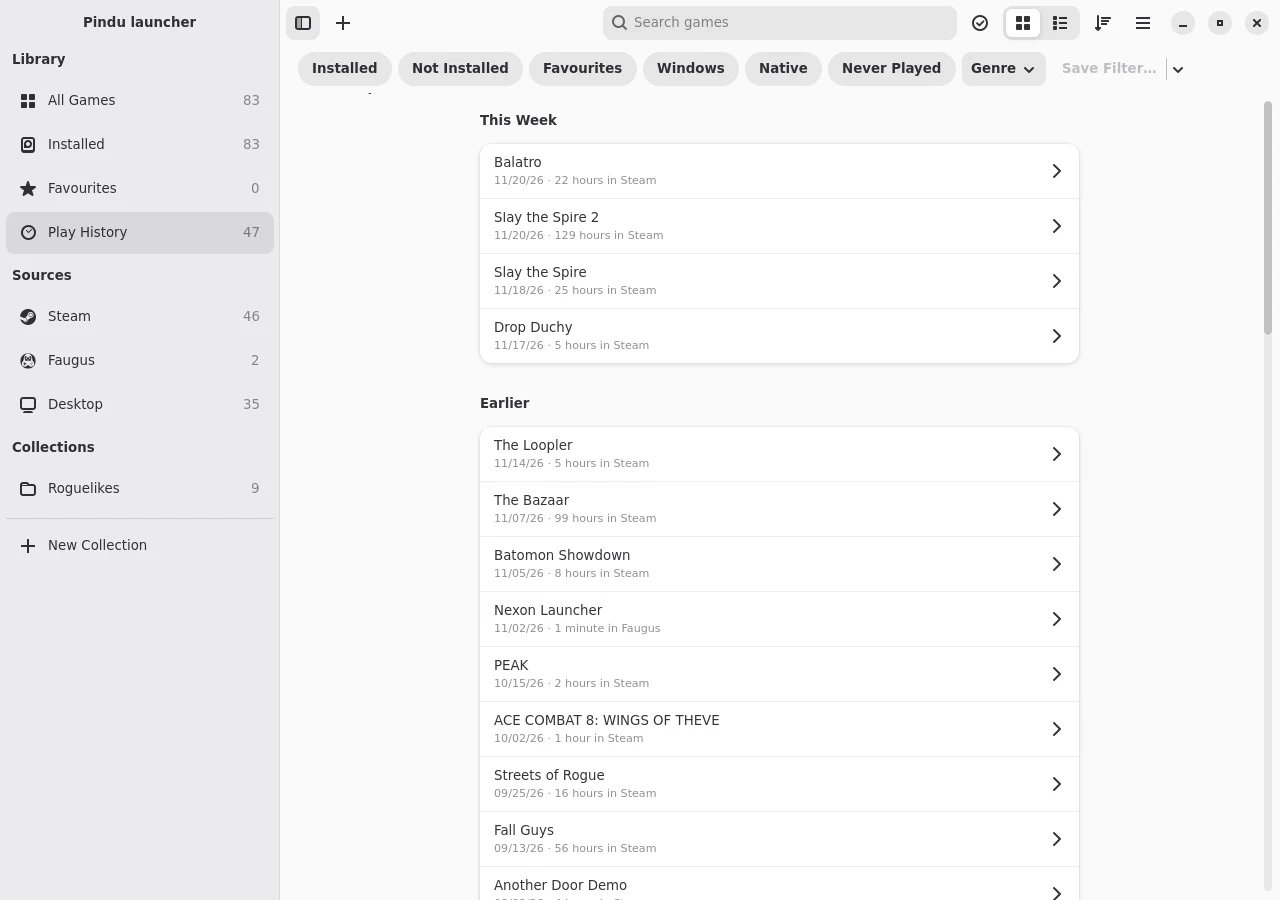 Pindu launcher
Search games
Library
All Games 83
Installed 83
Favourites 0
Play History 47
Sources
Steam 46
Faugus 2
Desktop 35
Collections
Roguelikes 9
New Collection
Installed Not Installed Favourites Windows Native Never Played Genre Save Filter...
This Week
Balatro
11/20/26 · 22 hours in Steam
Slay the Spire 2
11/20/26 · 129 hours in Steam
Slay the Spire
11/18/26 · 25 hours in Steam
Drop Duchy
11/17/26 · 5 hours in Steam
Earlier
The Loopler
11/14/26 · 5 hours in Steam
The Bazaar
11/07/26 · 99 hours in Steam
Batomon Showdown
11/05/26 · 8 hours in Steam
Nexon Launcher
11/02/26 · 1 minute in Faugus
PEAK
10/15/26 · 2 hours in Steam
ACE COMBAT 8: WINGS OF THEVE
10/02/26 · 1 hour in Steam
Streets of Rogue
09/25/26 · 16 hours in Steam
Fall Guys
09/13/26 · 56 hours in Steam
Another Door Demo